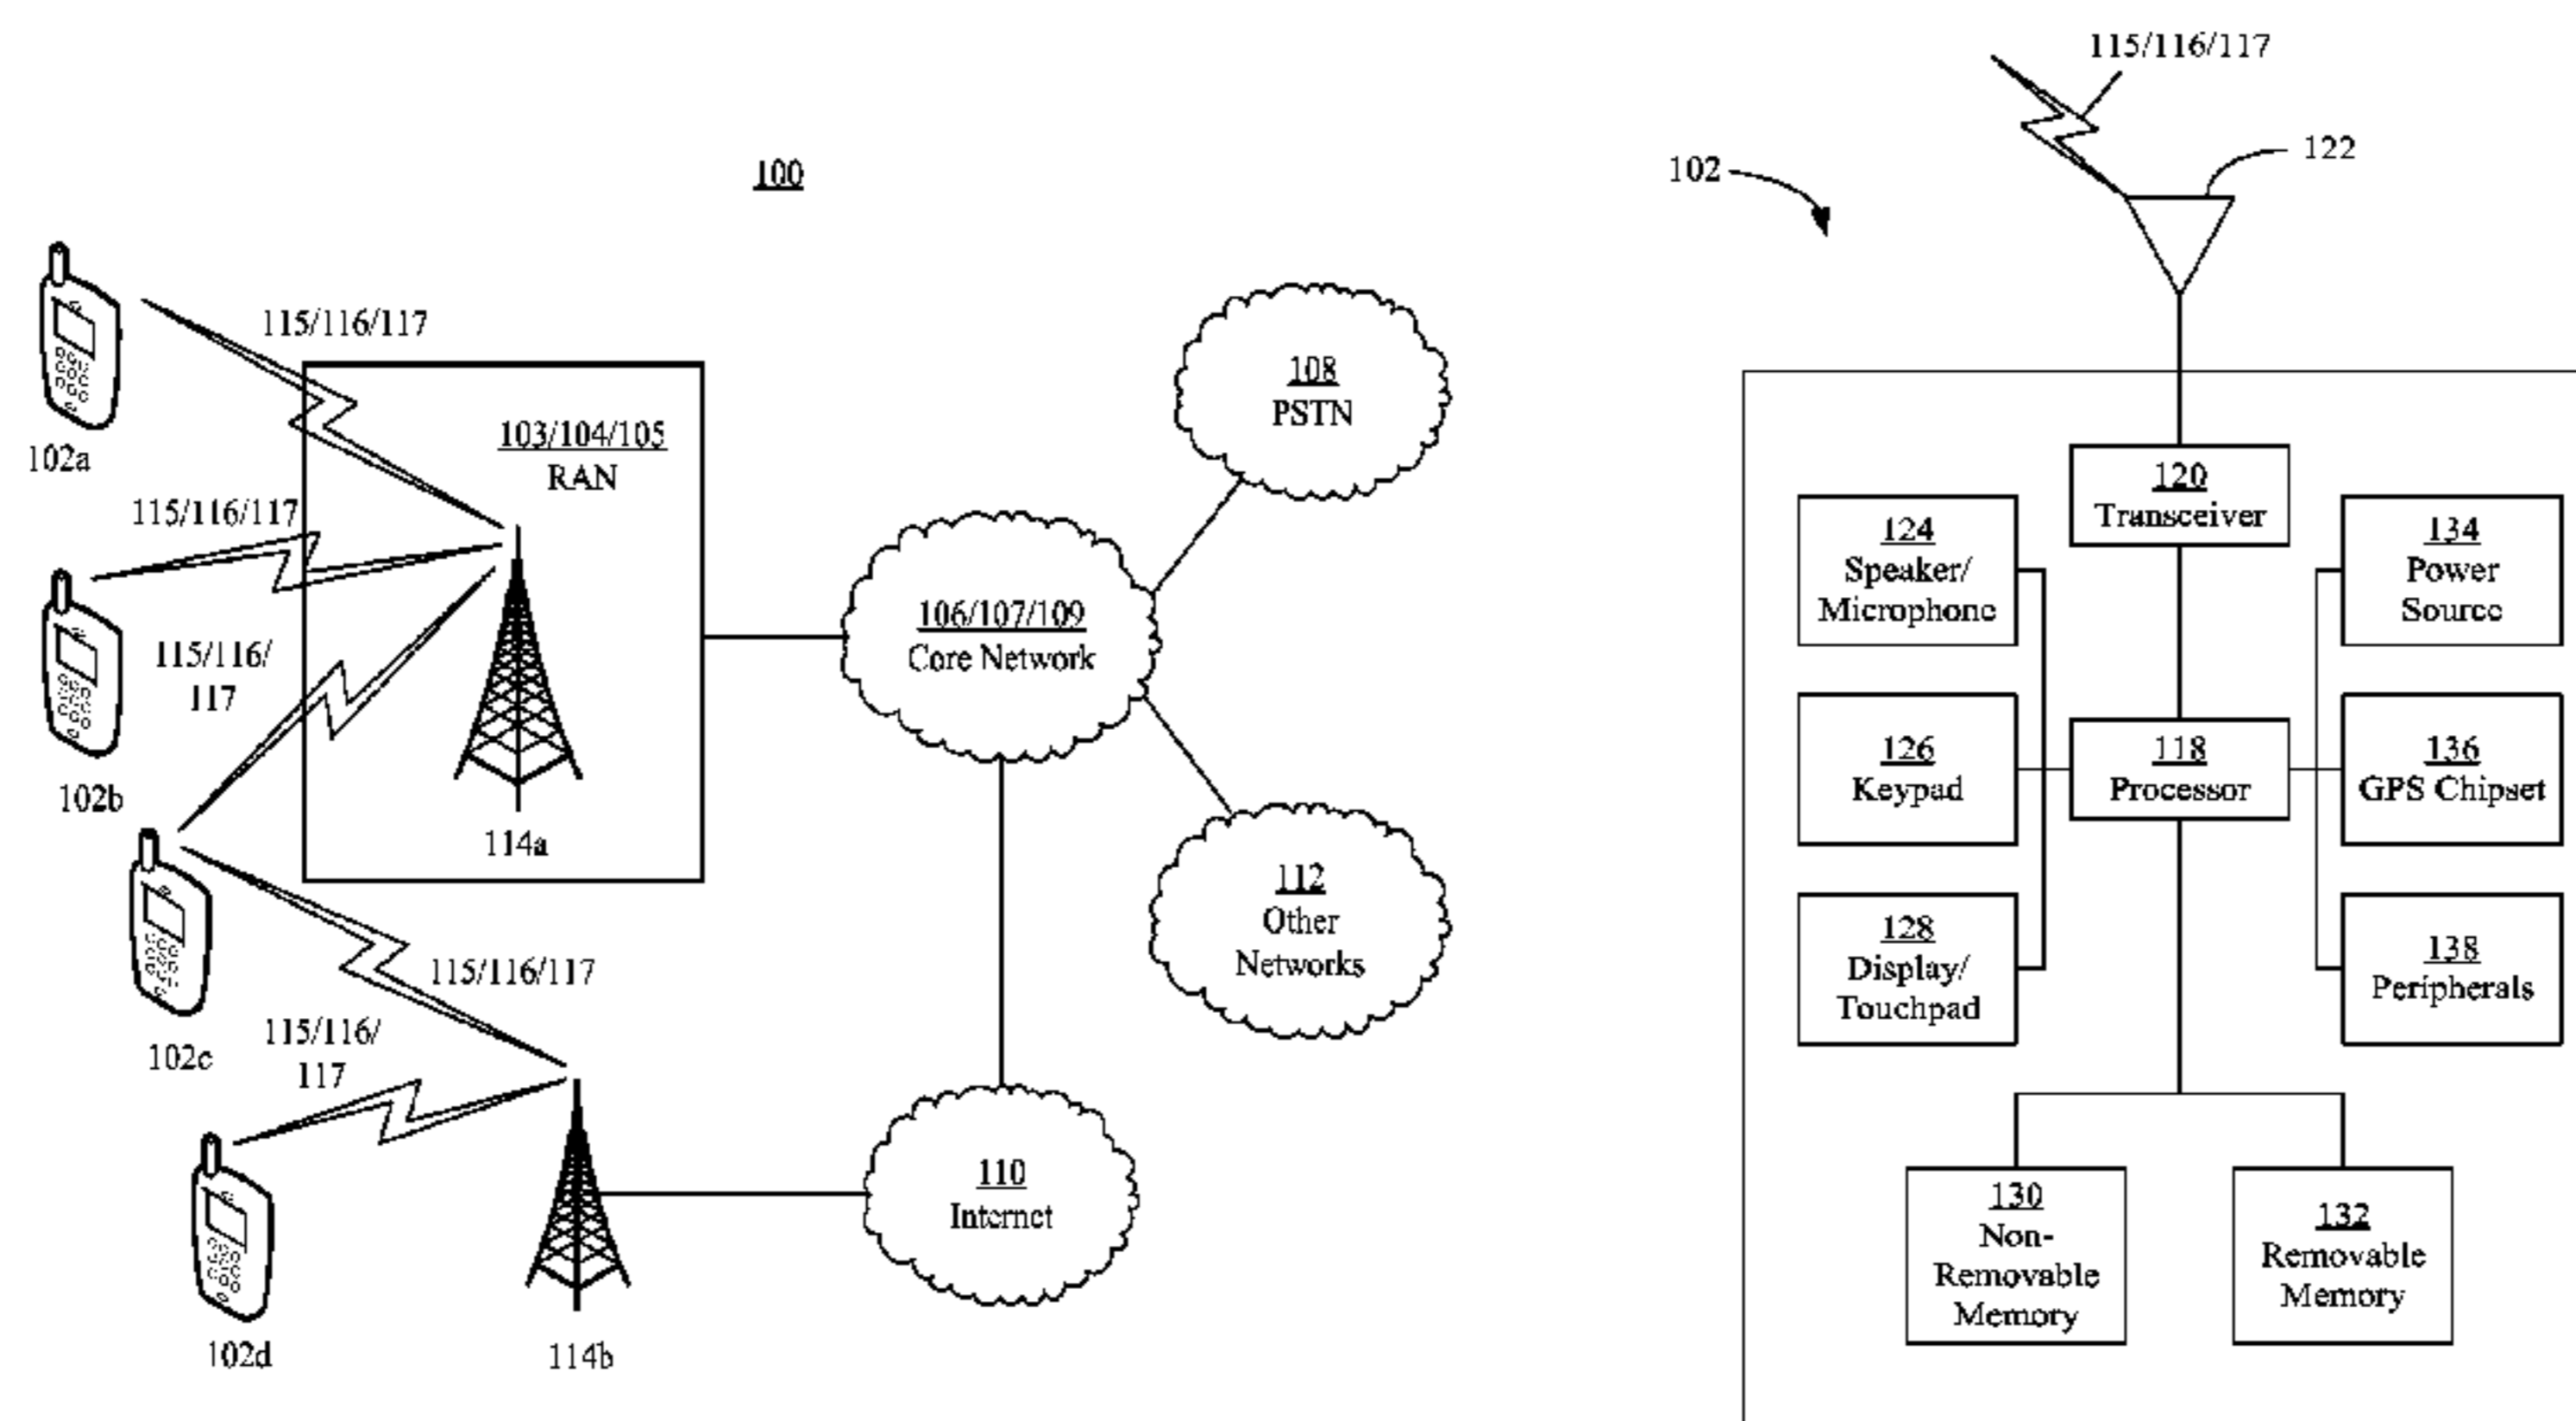 100
102a
115/116/117
103/104/105
RAN
115/116/117
102b
115/116/
117
114a
102c
115/116/117
115/116/
117
102d
114b
106/107/109
Core Network
108
PSTN
112
Other
Networks
110
Internet
115/116/117
102
122
120
Transceiver
124
Speaker/
Microphone
134
Power
Source
126
Keypad
118
Processor
136
GPS Chipset
128
Display/
Touchpad
138
Peripherals
130
Non-
Removable
Memory
132
Removable
Memory